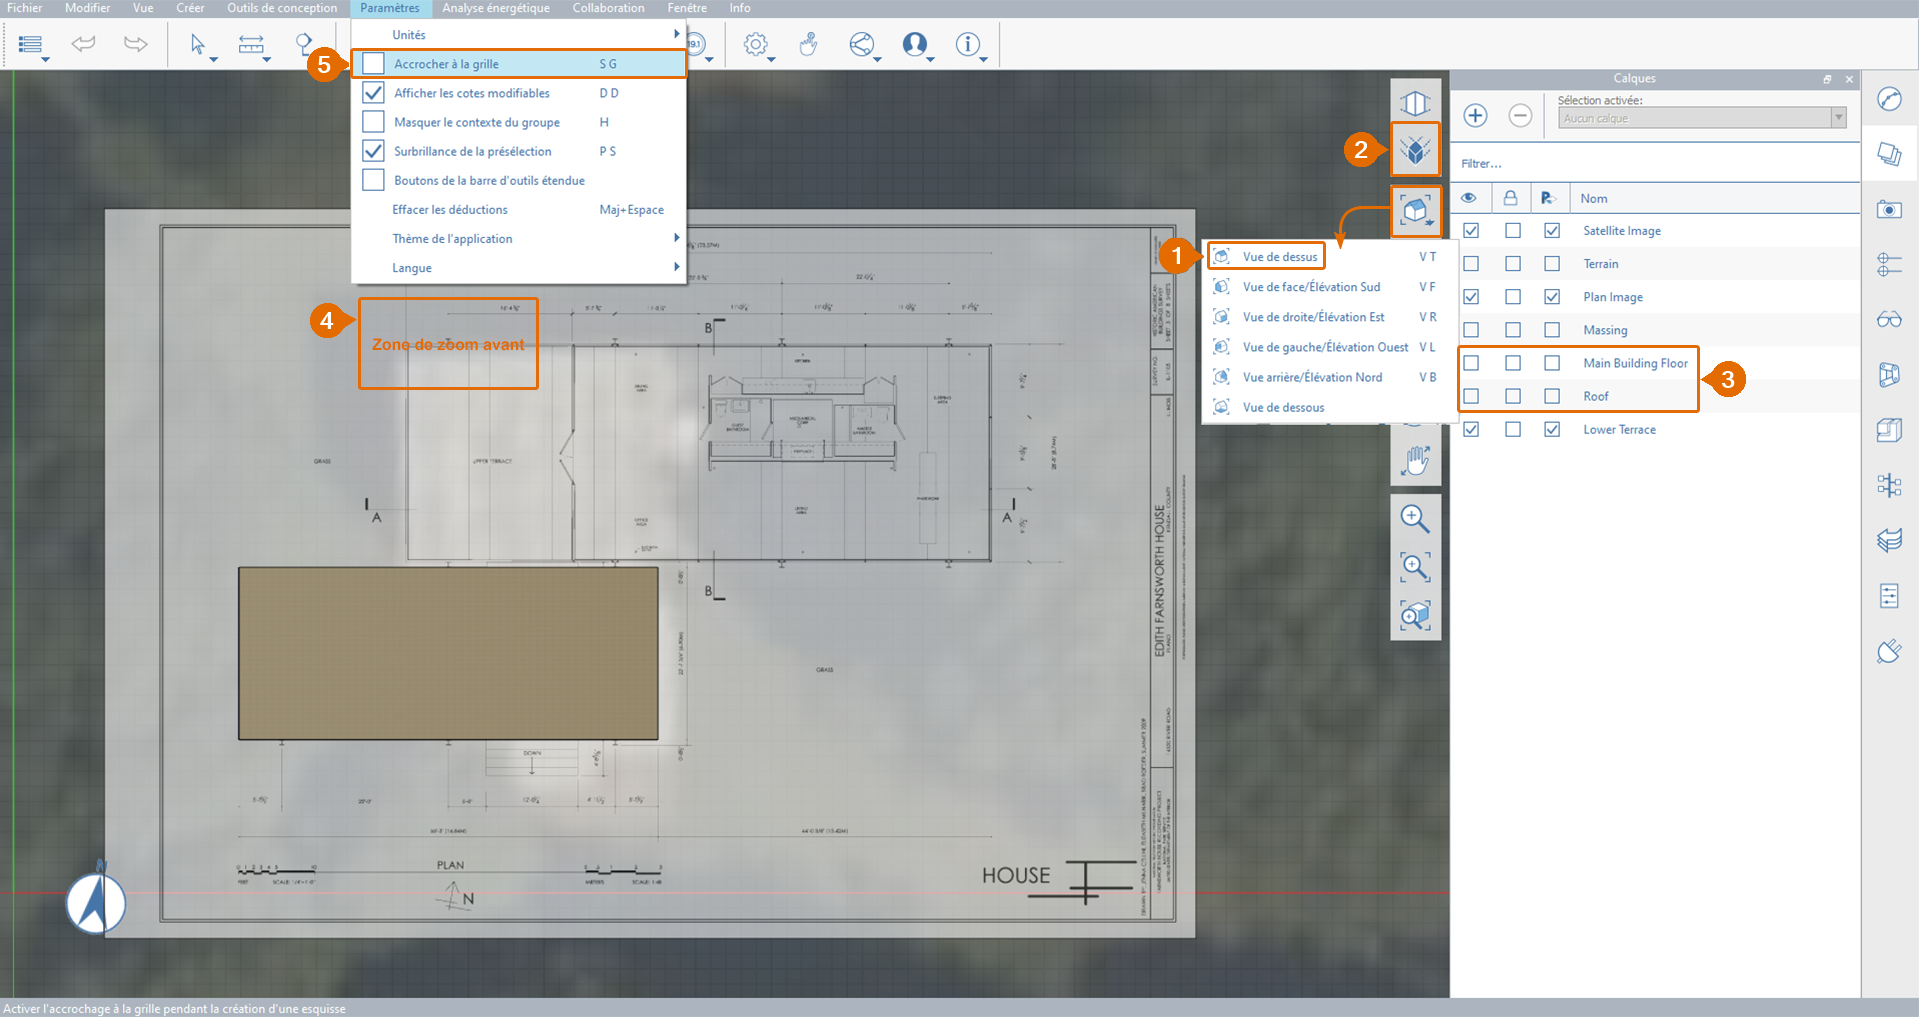 Fichier Modifier Vue Créer Outils de conception Paramètres Analyse énergétique Collaboration Fenêtre Info
Unités
5
Accrocher à la grille S G
Afficher les cotes modifiables D D
Masquer le contexte du groupe H
Surbrillance de la présélection P S
Boutons de la barre d'outils étendue
Effacer les déductions Maj+Espace
Thème de l'application
Langue
Calques
Sélection activée:
Aucun calque
Filtrer...
Nom
Satellite Image
Terrain
Plan Image
Massing
Main Building Floor
Roof
Lower Terrace
2
1
Vue de dessus V T
Vue de face/Élévation Sud V F
Vue de droite/Élévation Est V R
Vue de gauche/Élévation Ouest V L
Vue arrière/Élévation Nord V B
Vue de dessous
3
4
Zone de zoom avant
B
GRASS
UPPER TERRACE
A
A
B
GRASS
DOWN
EDITH FARNSWORTH HOUSE
PLAN
N
HOUSE
N
Activer l'accrochage à la grille pendant la création d'une esquisse